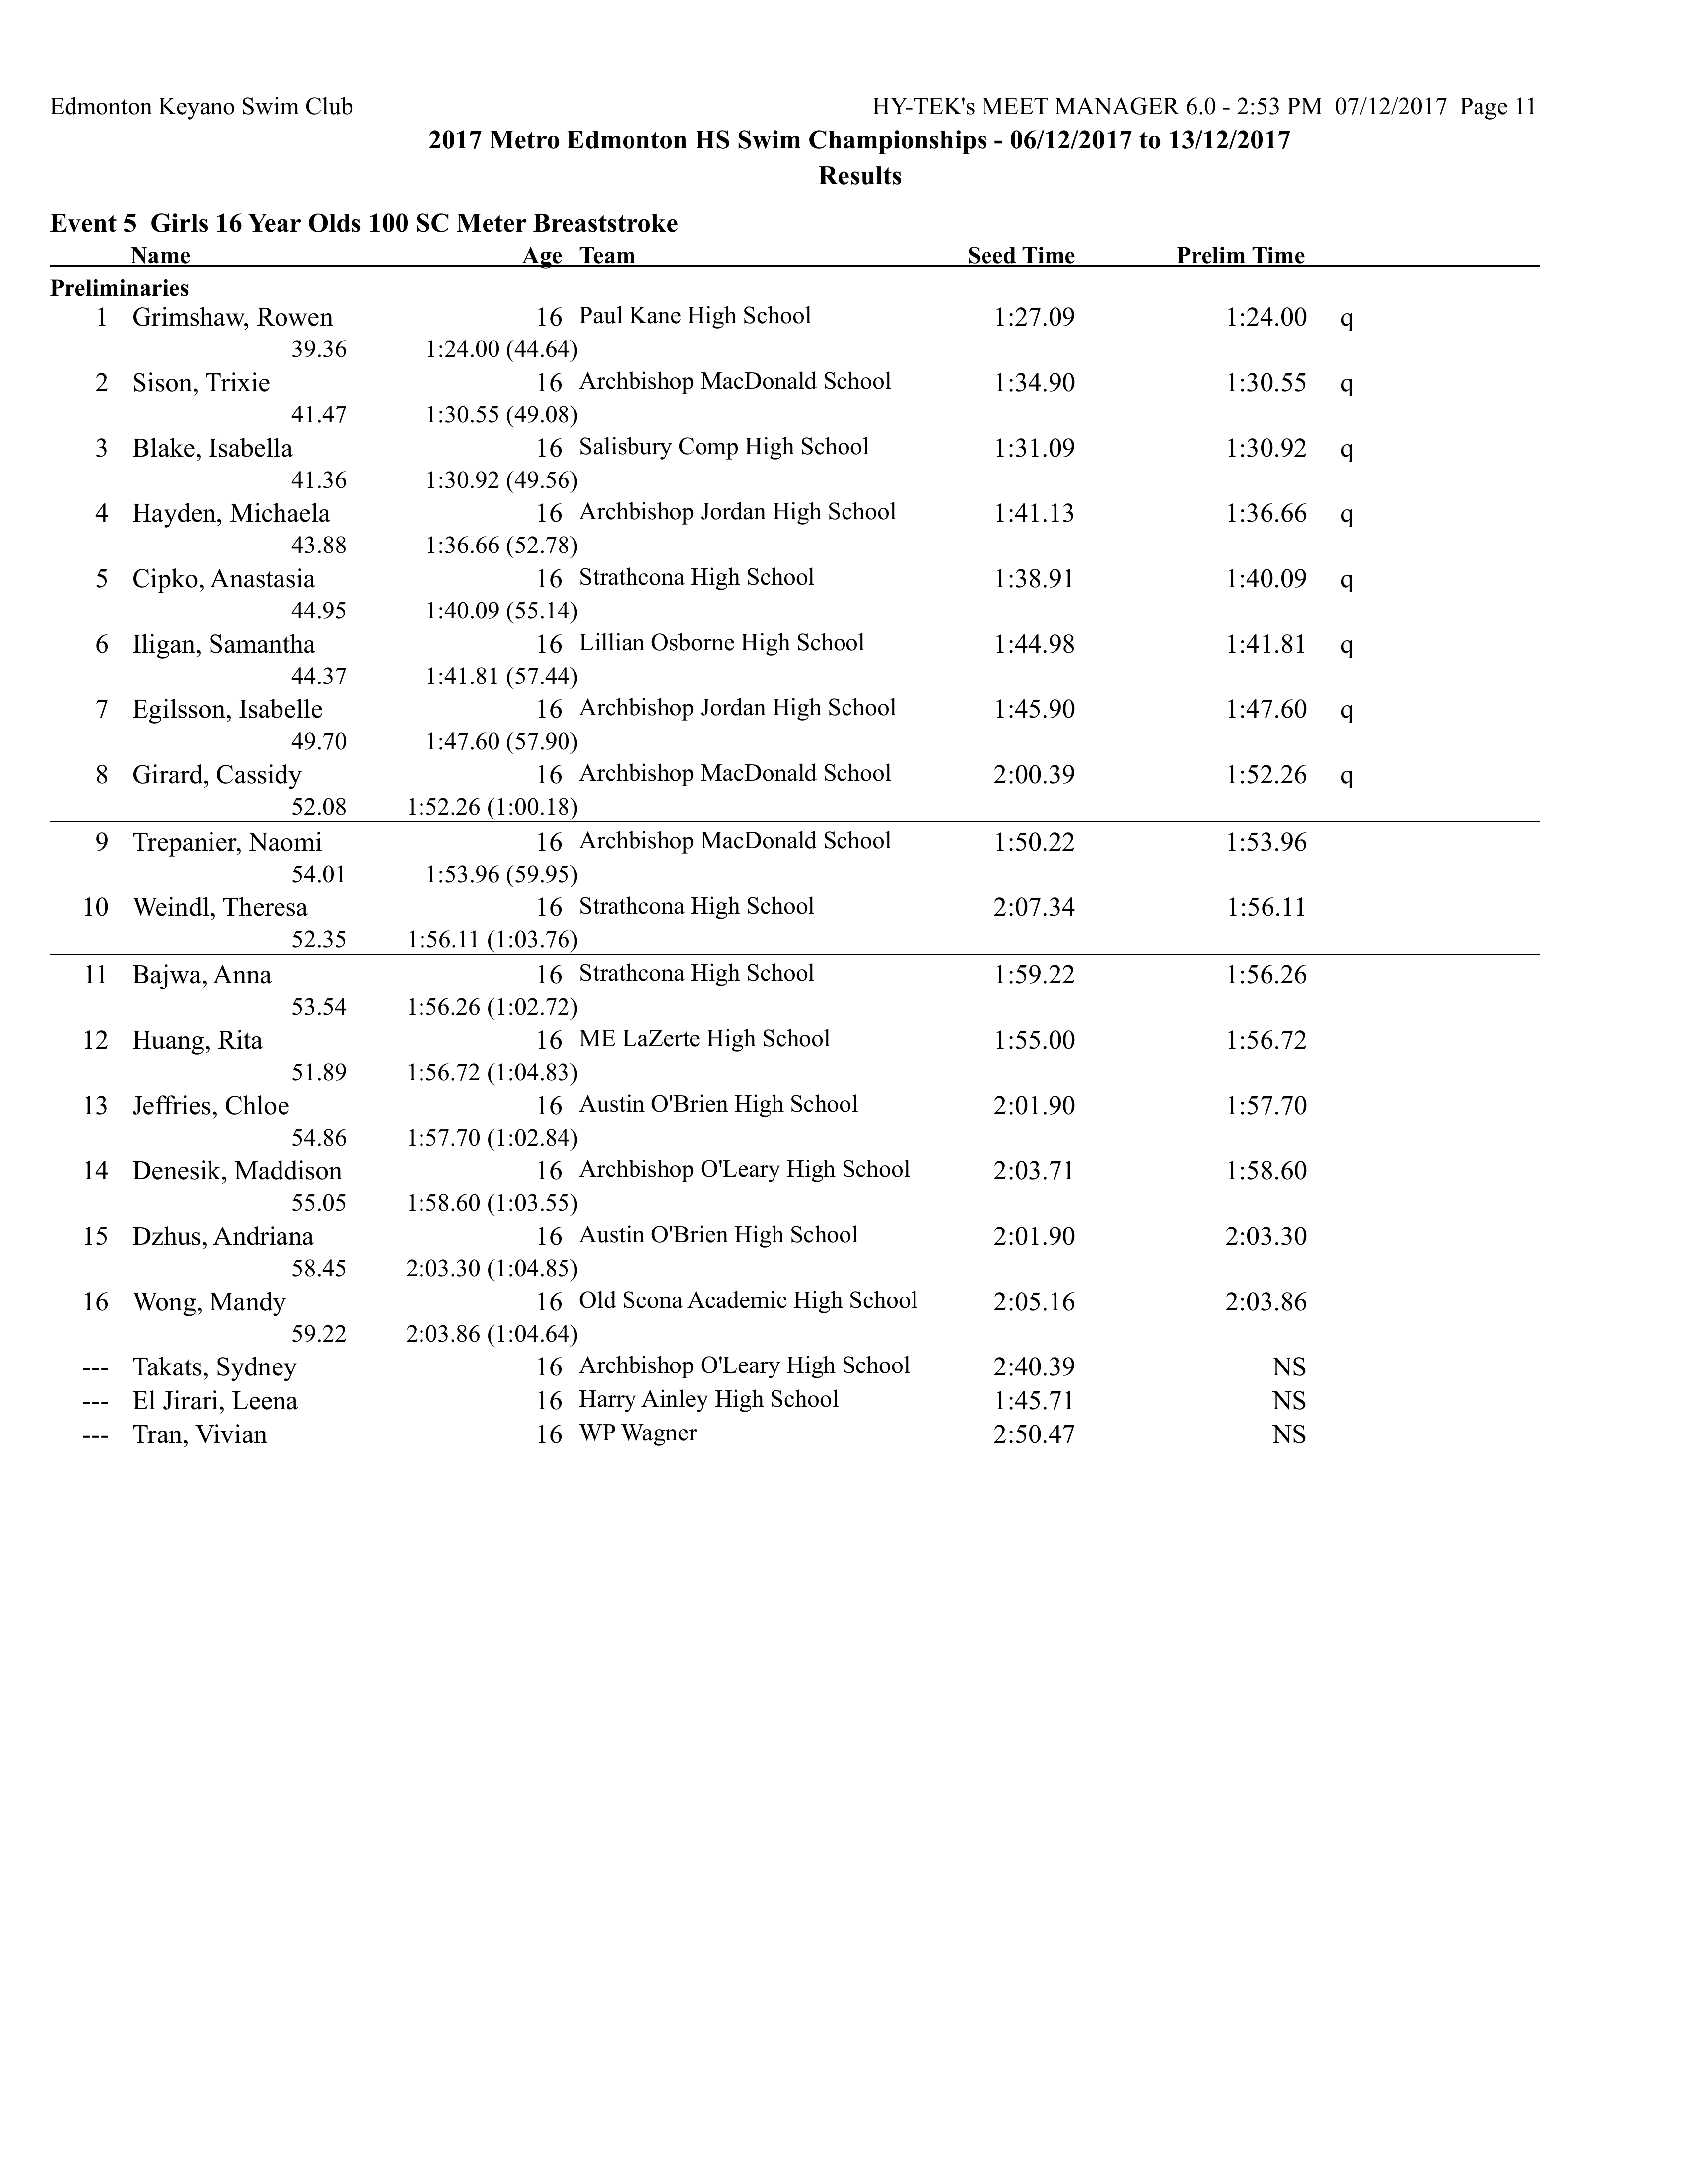 Edmonton Keyano Swim Club HY-TEK's MEET MANAGER 6.0 - 2:53 PM 07/12/2017 Page 11
2017 Metro Edmonton HS Swim Championships - 06/12/2017 to 13/12/2017
Results
Event 5 Girls 16 Year Olds 100 SC Meter Breaststroke
Name Age Team Seed Time Prelim Time
Preliminaries
1 Grimshaw, Rowen 16 Paul Kane High School 1:27.09 1:24.00 q
39.36 1:24.00 (44.64)
2 Sison, Trixie 16 Archbishop MacDonald School 1:34.90 1:30.55 q
41.47 1:30.55 (49.08)
3 Blake, Isabella 16 Salisbury Comp High School 1:31.09 1:30.92 q
41.36 1:30.92 (49.56)
4 Hayden, Michaela 16 Archbishop Jordan High School 1:41.13 1:36.66 q
43.88 1:36.66 (52.78)
5 Cipko, Anastasia 16 Strathcona High School 1:38.91 1:40.09 q
44.95 1:40.09 (55.14)
6 Iligan, Samantha 16 Lillian Osborne High School 1:44.98 1:41.81 q
44.37 1:41.81 (57.44)
7 Egilsson, Isabelle 16 Archbishop Jordan High School 1:45.90 1:47.60 q
49.70 1:47.60 (57.90)
8 Girard, Cassidy 16 Archbishop MacDonald School 2:00.39 1:52.26 q
52.08 1:52.26 (1:00.18)
9 Trepanier, Naomi 16 Archbishop MacDonald School 1:50.22 1:53.96
54.01 1:53.96 (59.95)
10 Weindl, Theresa 16 Strathcona High School 2:07.34 1:56.11
52.35 1:56.11 (1:03.76)
11 Bajwa, Anna 16 Strathcona High School 1:59.22 1:56.26
53.54 1:56.26 (1:02.72)
12 Huang, Rita 16 ME LaZerte High School 1:55.00 1:56.72
51.89 1:56.72 (1:04.83)
13 Jeffries, Chloe 16 Austin O'Brien High School 2:01.90 1:57.70
54.86 1:57.70 (1:02.84)
14 Denesik, Maddison 16 Archbishop O'Leary High School 2:03.71 1:58.60
55.05 1:58.60 (1:03.55)
15 Dzhus, Andriana 16 Austin O'Brien High School 2:01.90 2:03.30
58.45 2:03.30 (1:04.85)
16 Wong, Mandy 16 Old Scona Academic High School 2:05.16 2:03.86
59.22 2:03.86 (1:04.64)
--- Takats, Sydney 16 Archbishop O'Leary High School 2:40.39 NS
--- El Jirari, Leena 16 Harry Ainley High School 1:45.71 NS
--- Tran, Vivian 16 WP Wagner 2:50.47 NS